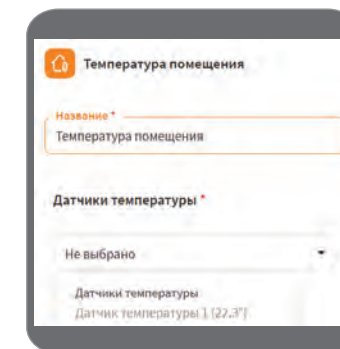 Температура помещения
Название *
Температура помещения
Датчики температуры *
Не выбрано
Датчики температуры
Датчик температуры 1 (22.3°)